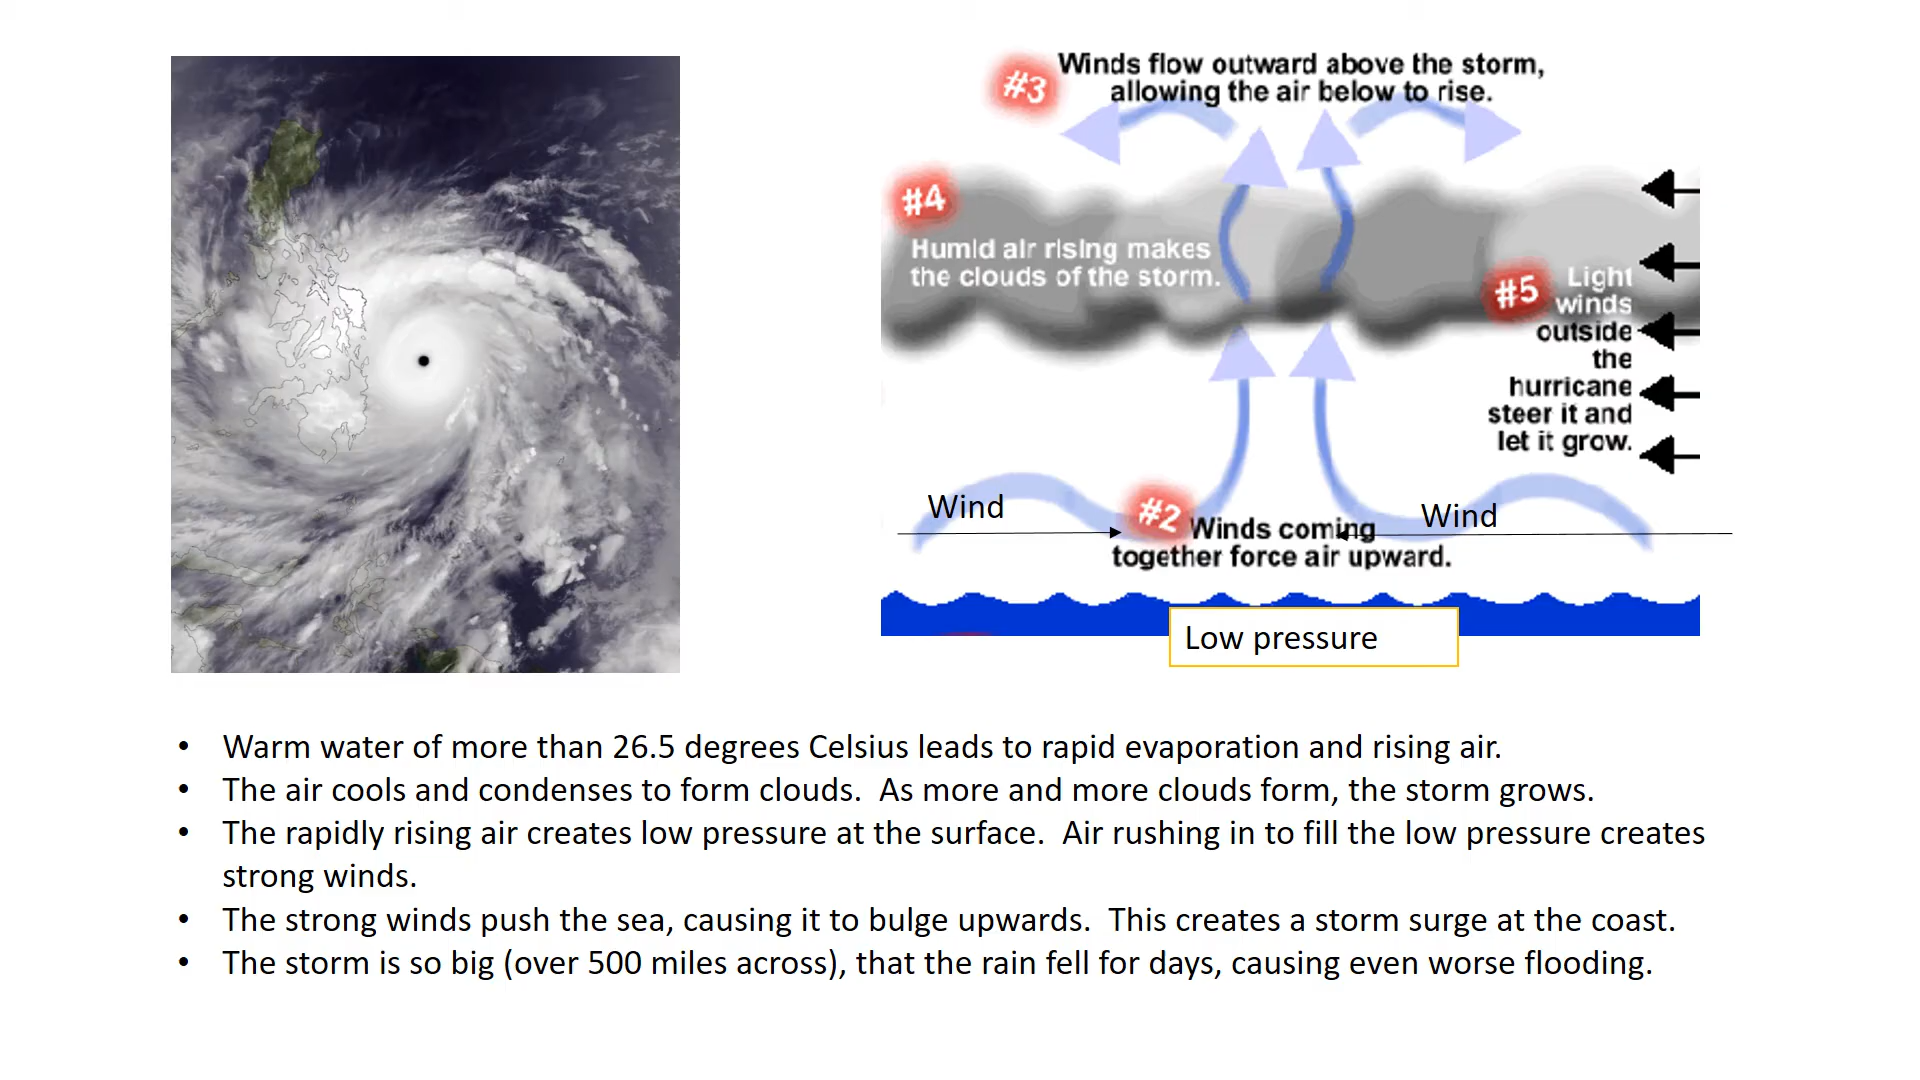 #3
Winds flow outward above the storm,
allowing the air below to rise.
#4
Humid air rising makes
the clouds of the storm.
#5
Light
winds
outside
the
hurricane
steer it and
let it grow.
Wind
#2
Winds coming
together force air upward.
Wind
Low pressure
• Warm water of more than 26.5 degrees Celsius leads to rapid evaporation and rising air.
• The air cools and condenses to form clouds.  As more and more clouds form, the storm grows.
• The rapidly rising air creates low pressure at the surface.  Air rushing in to fill the low pressure creates
strong winds.
• The strong winds push the sea, causing it to bulge upwards.  This creates a storm surge at the coast.
• The storm is so big (over 500 miles across), that the rain fell for days, causing even worse flooding.